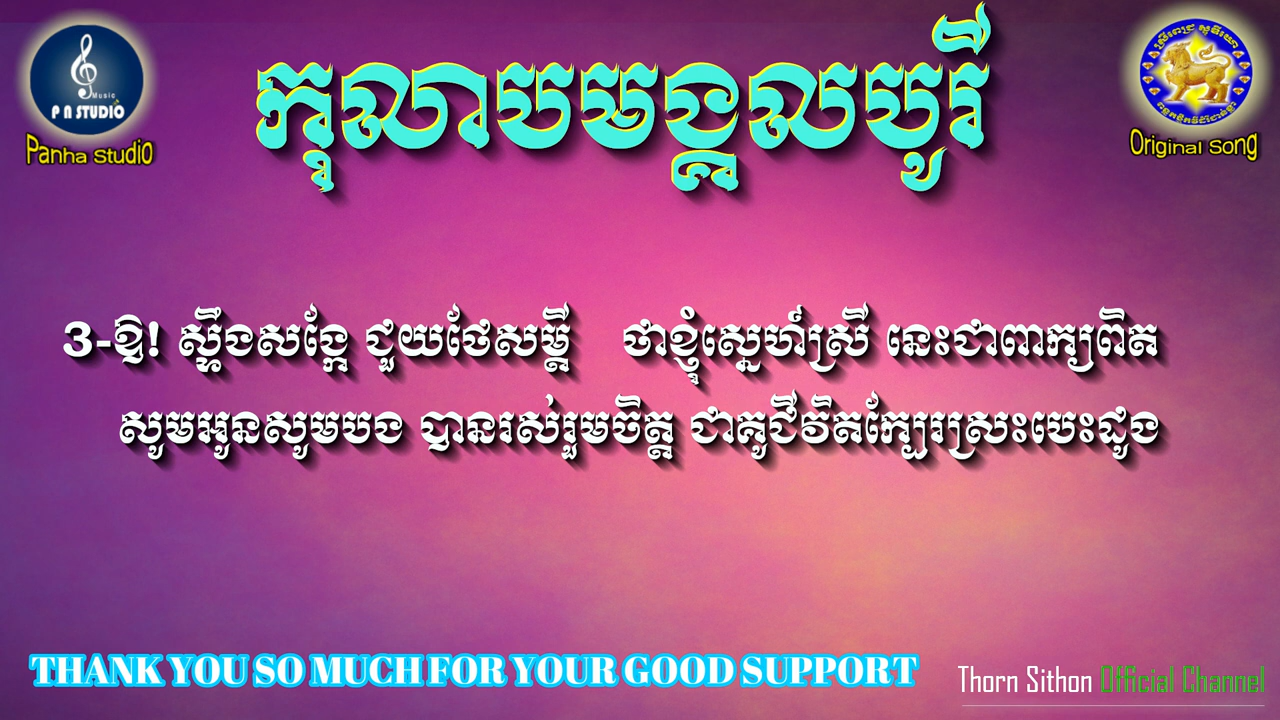 កុលាបមង្គលបូរី
Music
P N STUDIO
Panha Studio
Original Song
3-ឱ! ស្ទឹងសង្កែ ជួយថែសម្ដី ថាខ្ញុំស្នេហ៍ស្រី នេះជាពាក្យពិត
សូមអូនសូមបង បានរស់រួមចិត្ត ជាគូជីវិតក្បែរស្រះបេះដូង
THANK YOU SO MUCH FOR YOUR GOOD SUPPORT
Thorn Sithon Official Channel